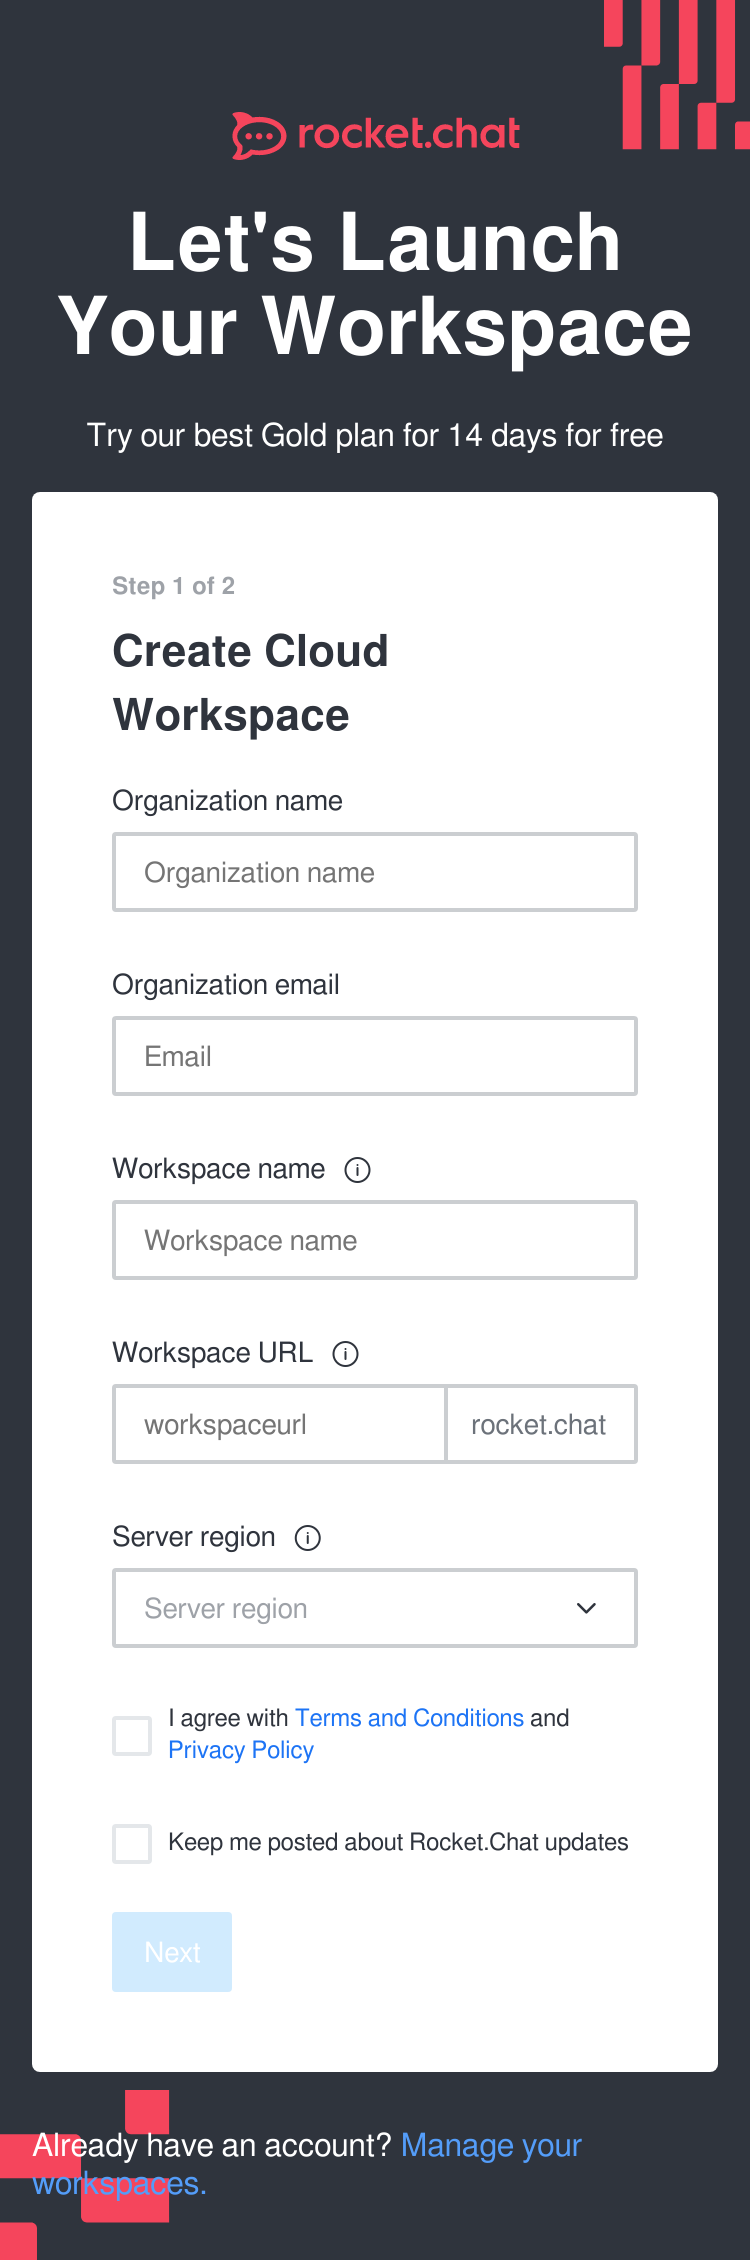 rocket.chat
Let's Launch
Your Workspace
Try our best Gold plan for 14 days for free
Step 1 of 2
Create Cloud
Workspace
Organization name
Organization name
Organization email
Email
Workspace name
Workspace name
Workspace URL
workspaceurl rocket.chat
Server region
Server region
I agree with Terms and Conditions and
Privacy Policy
Keep me posted about Rocket.Chat updates
Next
Already have an account? Manage your
workspaces.